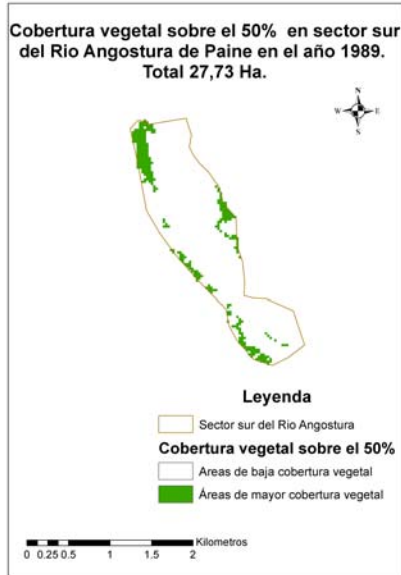 Cobertura vegetal sobre el 50% en sector sur
del Rio Angostura de Paine en el año 1989.
Total 27,73 Ha.
N
W E
S
Leyenda
Sector sur del Rio Angostura
Cobertura vegetal sobre el 50%
Areas de baja cobertura vegetal
Áreas de mayor cobertura vegetal
Kilometros
0 0.25 0.5 1 1.5 2